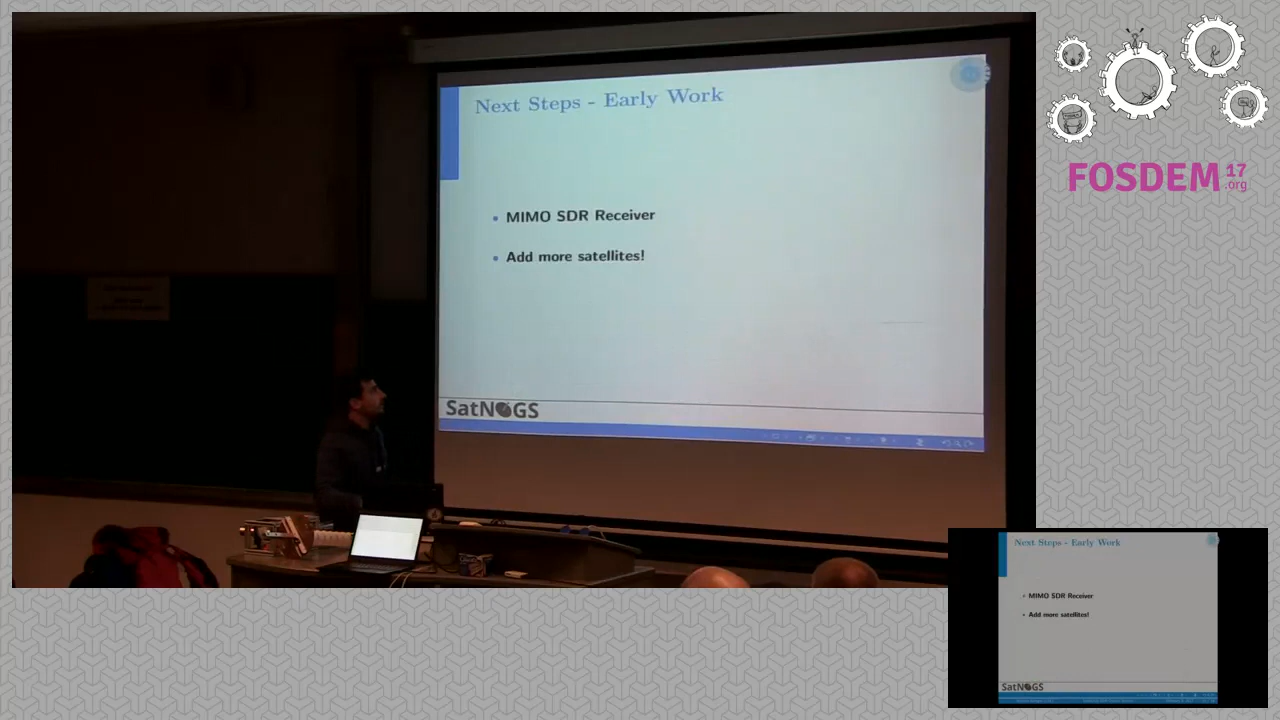 Next Steps - Early Work
MIMO SDR Receiver
Add more satellites!
SatNOGS
FOSDEM 17
.org
Next Steps - Early Work
MIMO SDR Receiver
Add more satellites!
SatNOGS